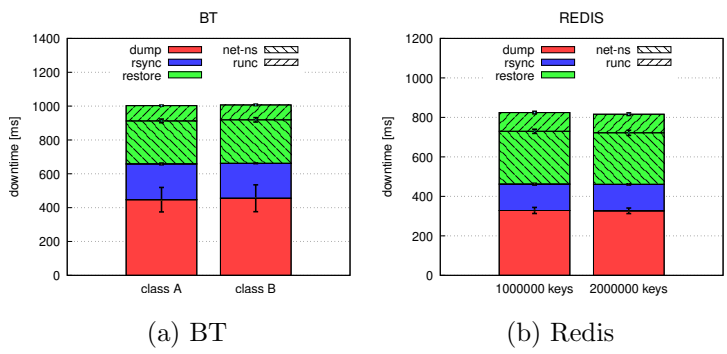 BT
1400
1200
1000
800
600
400
200
0
downtime [ms]
dump
rsync
restore
net-ns
runc
class A
class B
(a) BT
REDIS
1200
1000
800
600
400
200
0
downtime [ms]
dump
rsync
restore
net-ns
runc
1000000 keys
2000000 keys
(b) Redis